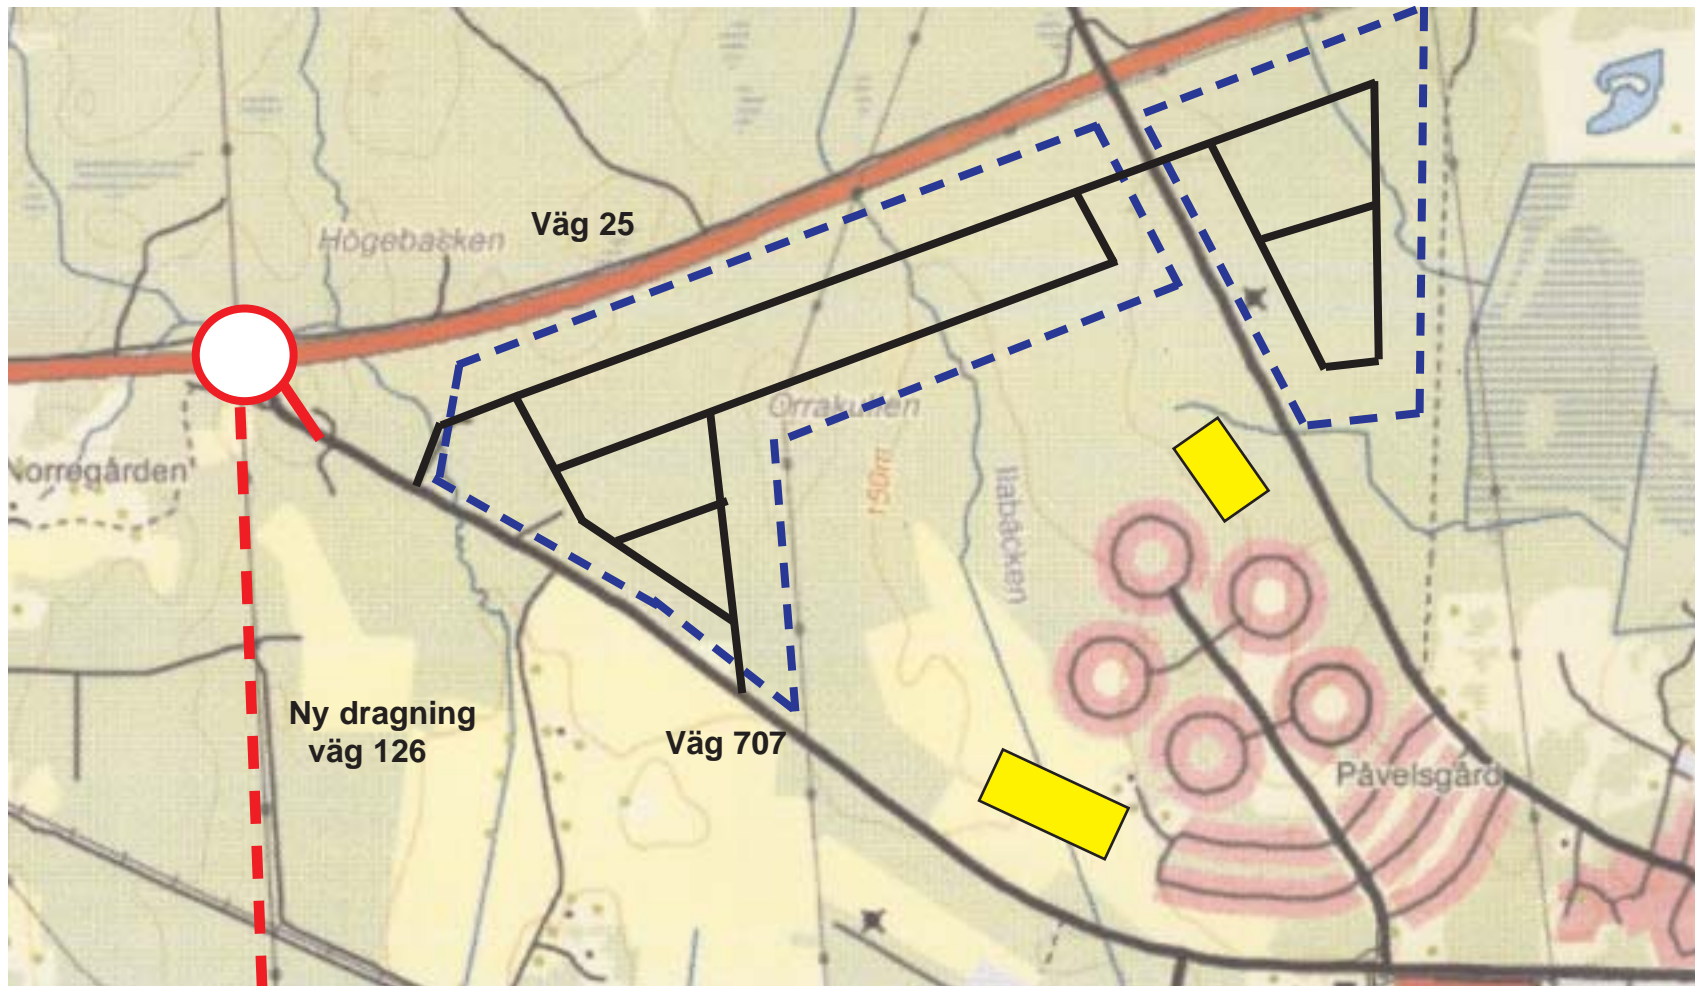 Väg 25
Högebacken
Orrakullen
Norregården
150m
Ilabäcken
Ny dragning
väg 126
Väg 707
Påvelsgård